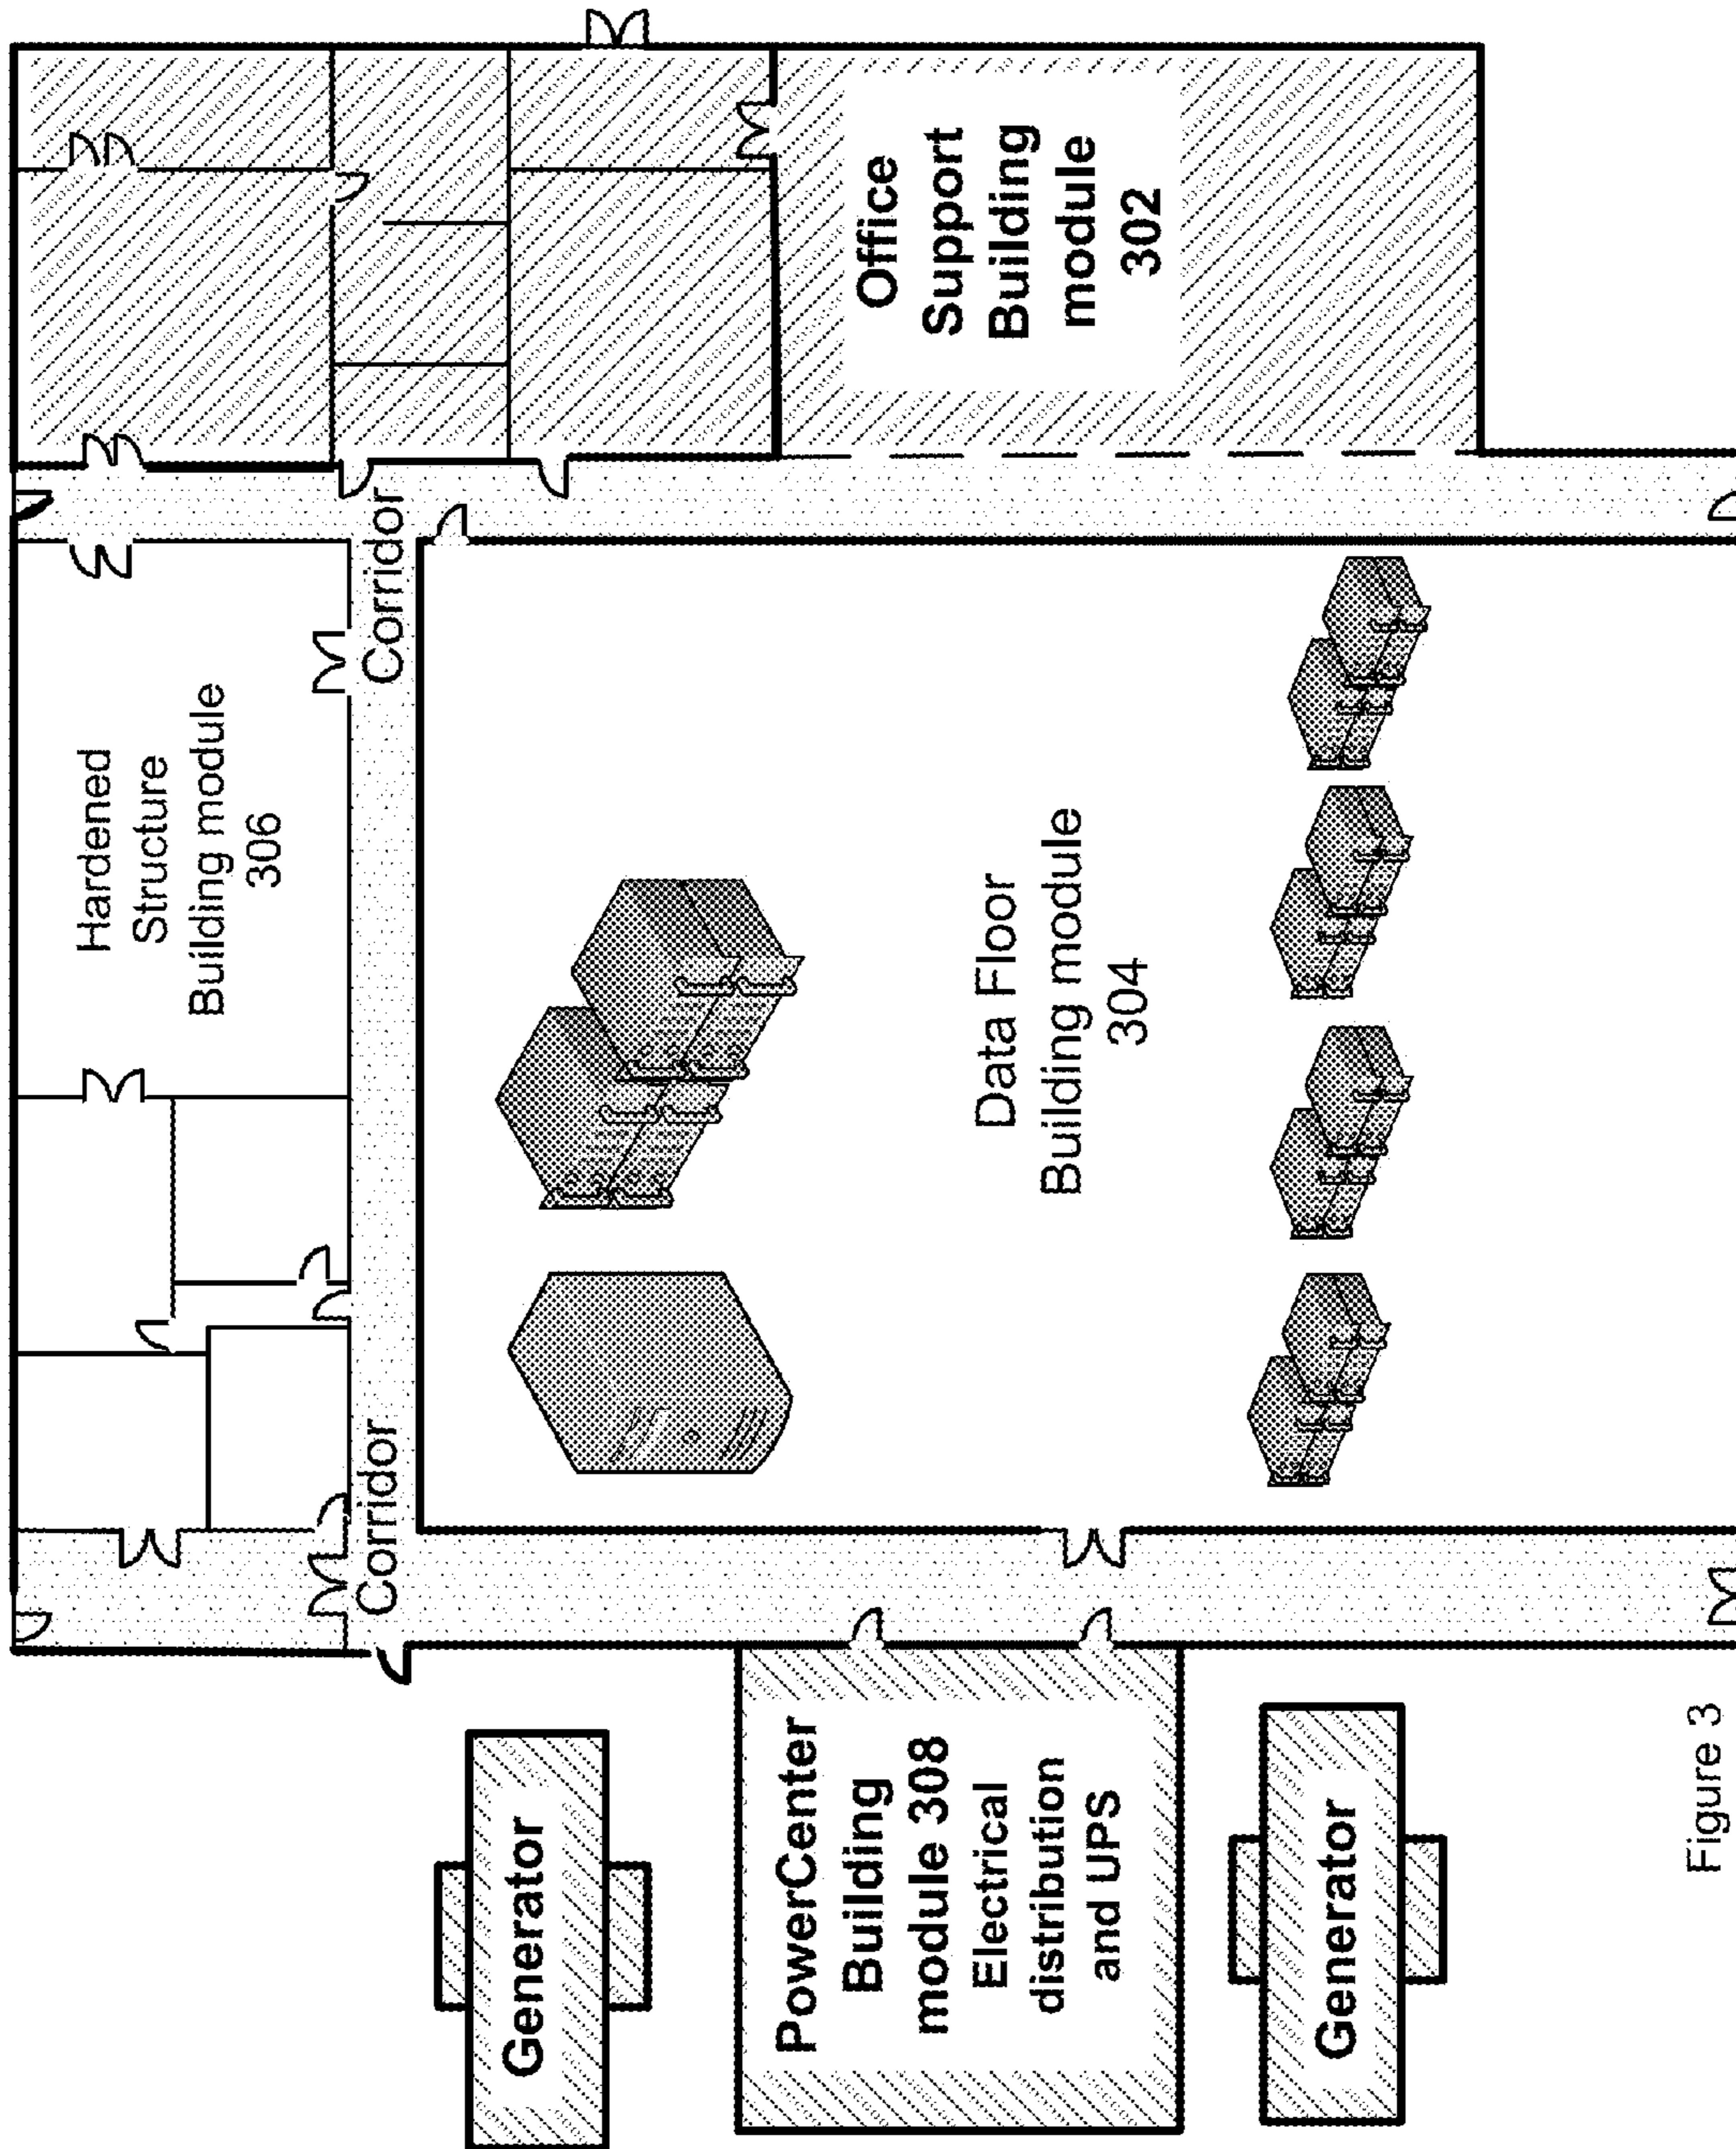 Office
Support
Building
module
302
Corridor
Hardened
Structure
Building module
306
Data Floor
Building module
304
Corridor
Generator
PowerCenter
Building
module 308
Electrical
distribution
and UPS
Generator
Figure 3